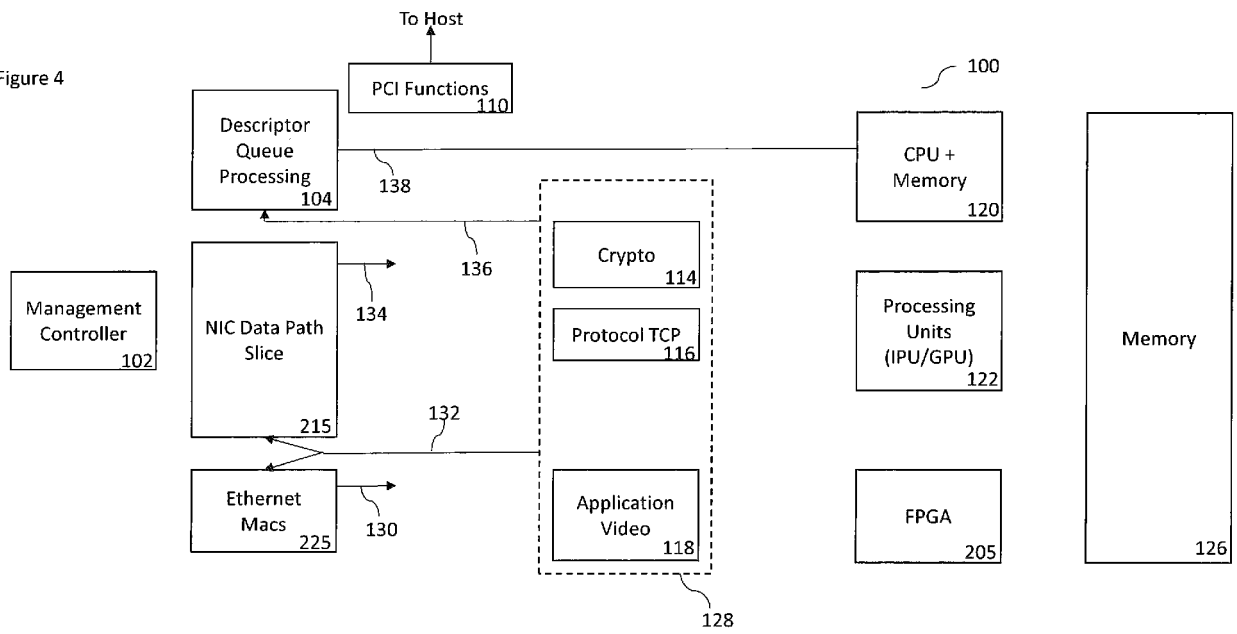 To Host
Figure 4
100
PCI Functions
110
Descriptor
Queue
Processing
104
138
CPU +
Memory
120
136
Crypto
114
134
Management
Controller
102
NIC Data Path
Slice
215
Protocol TCP
116
Processing
Units
(IPU/GPU)
122
Memory
126
132
Ethernet
Macs
225
130
Application
Video
118
FPGA
205
128